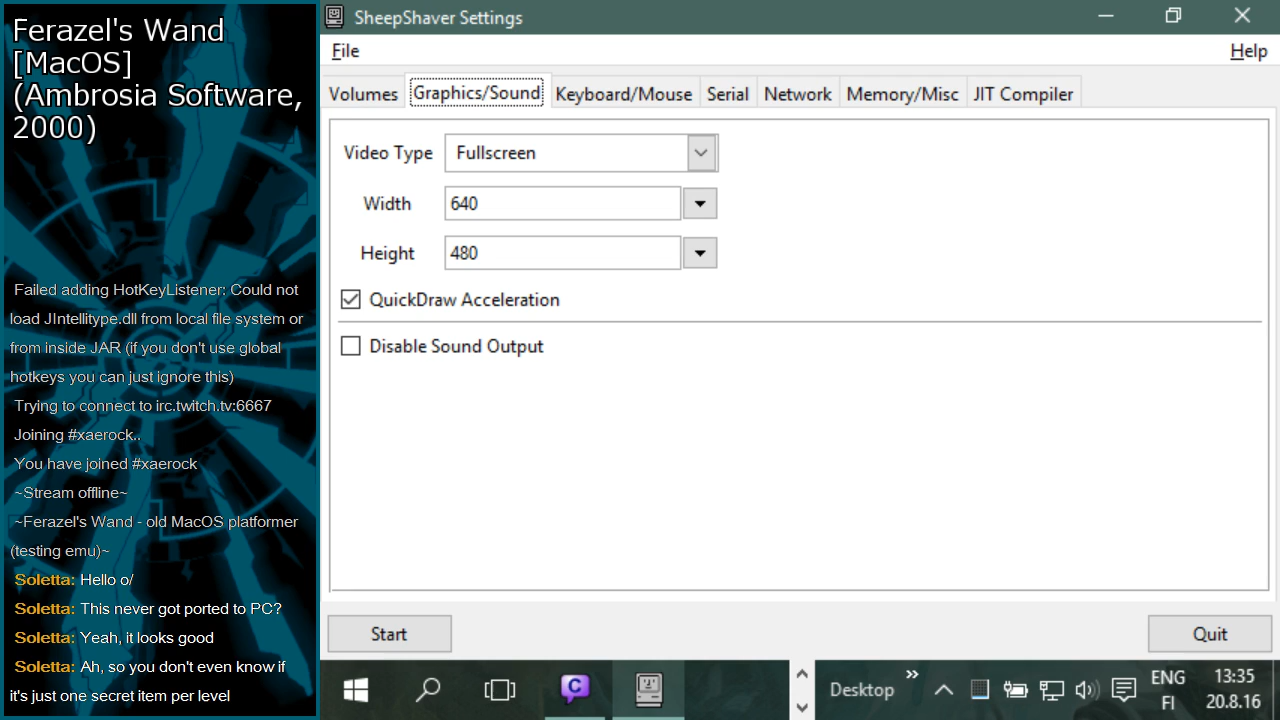 Ferazel's Wand
[MacOS]
(Ambrosia Software,
2000)
Failed adding HotKeyListener: Could not
load JIntellitype.dll from local file system or
from inside JAR (if you don't use global
hotkeys you can just ignore this)
Trying to connect to irc.twitch.tv:6667
Joining #xaerock..
You have joined #xaerock
~Stream offline~
~Ferazel's Wand - old MacOS platformer
(testing emu)~
Soletta: Hello o/
Soletta: This never got ported to PC?
Soletta: Yeah, it looks good
Soletta: Ah, so you don't even know if
it's just one secret item per level
SheepShaver Settings
File Help
Volumes Graphics/Sound Keyboard/Mouse Serial Network Memory/Misc JIT Compiler
Video Type Fullscreen
Width 640
Height 480
QuickDraw Acceleration
Disable Sound Output
Start Quit
Desktop » ENG 13:35
FI 20.8.16